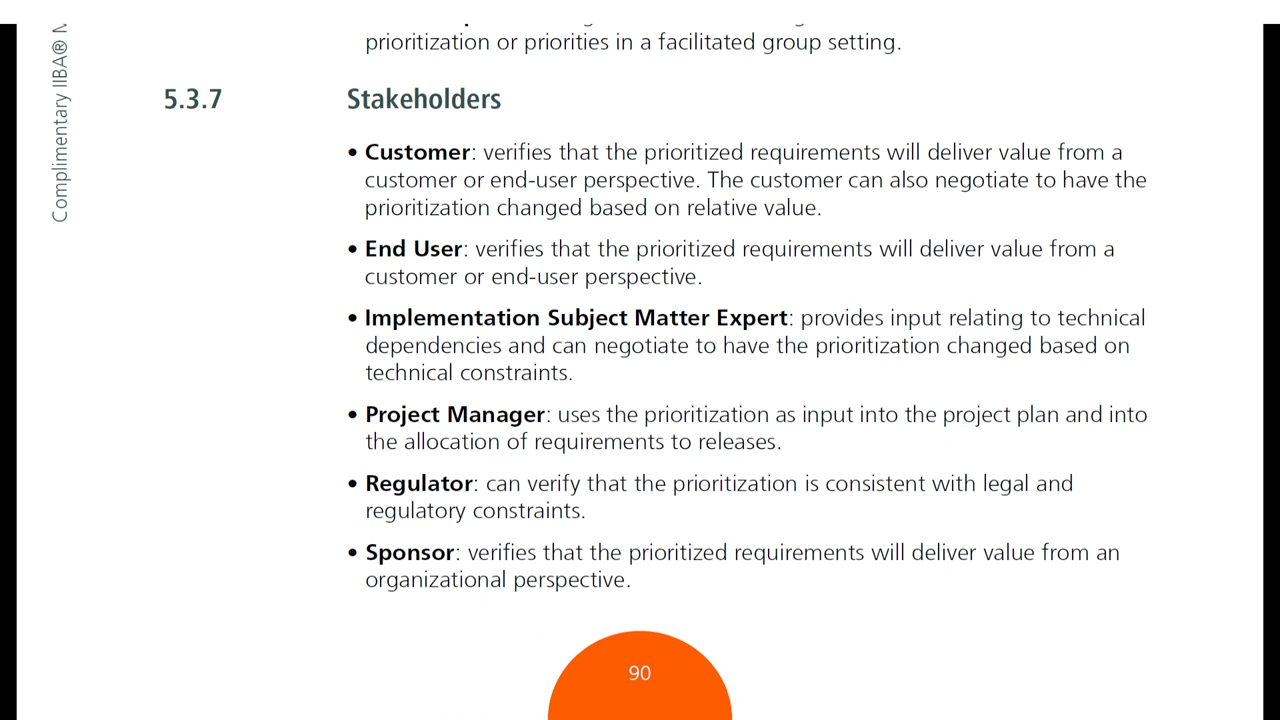 prioritization or priorities in a facilitated group setting.
Complimentary IIBA®
5.3.7 Stakeholders
• Customer: verifies that the prioritized requirements will deliver value from a
customer or end-user perspective. The customer can also negotiate to have the
prioritization changed based on relative value.
• End User: verifies that the prioritized requirements will deliver value from a
customer or end-user perspective.
• Implementation Subject Matter Expert: provides input relating to technical
dependencies and can negotiate to have the prioritization changed based on
technical constraints.
• Project Manager: uses the prioritization as input into the project plan and into
the allocation of requirements to releases.
• Regulator: can verify that the prioritization is consistent with legal and
regulatory constraints.
• Sponsor: verifies that the prioritized requirements will deliver value from an
organizational perspective.
90